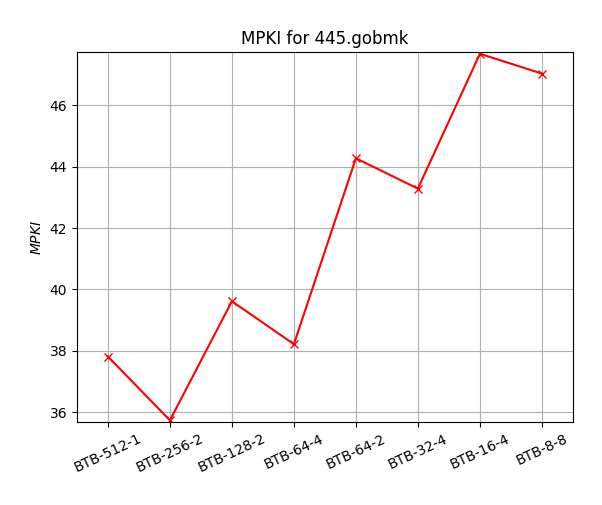 MPKI for 445.gobmk
MPKI
46
44
42
40
38
36
BTB-512-1
BTB-256-2
BTB-128-2
BTB-64-4
BTB-64-2
BTB-32-4
BTB-16-4
BTB-8-8